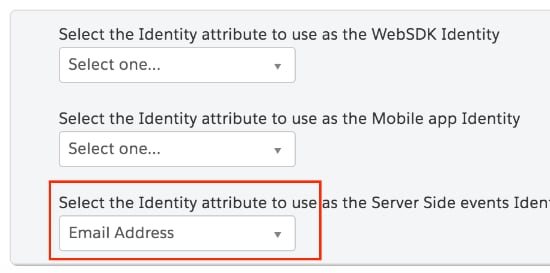 Select the Identity attribute to use as the WebSDK Identity
Select one...
Select the Identity attribute to use as the Mobile app Identity
Select one...
Select the Identity attribute to use as the Server Side events Iden
Email Address